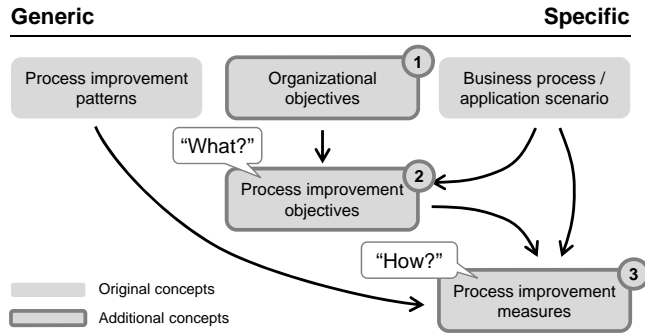 Generic
Specific
Process improvement
patterns
Organizational
objectives
1
Business process /
application scenario
“What?”
Process improvement
objectives
2
“How?”
Process improvement
measures
3
Original concepts
Additional concepts